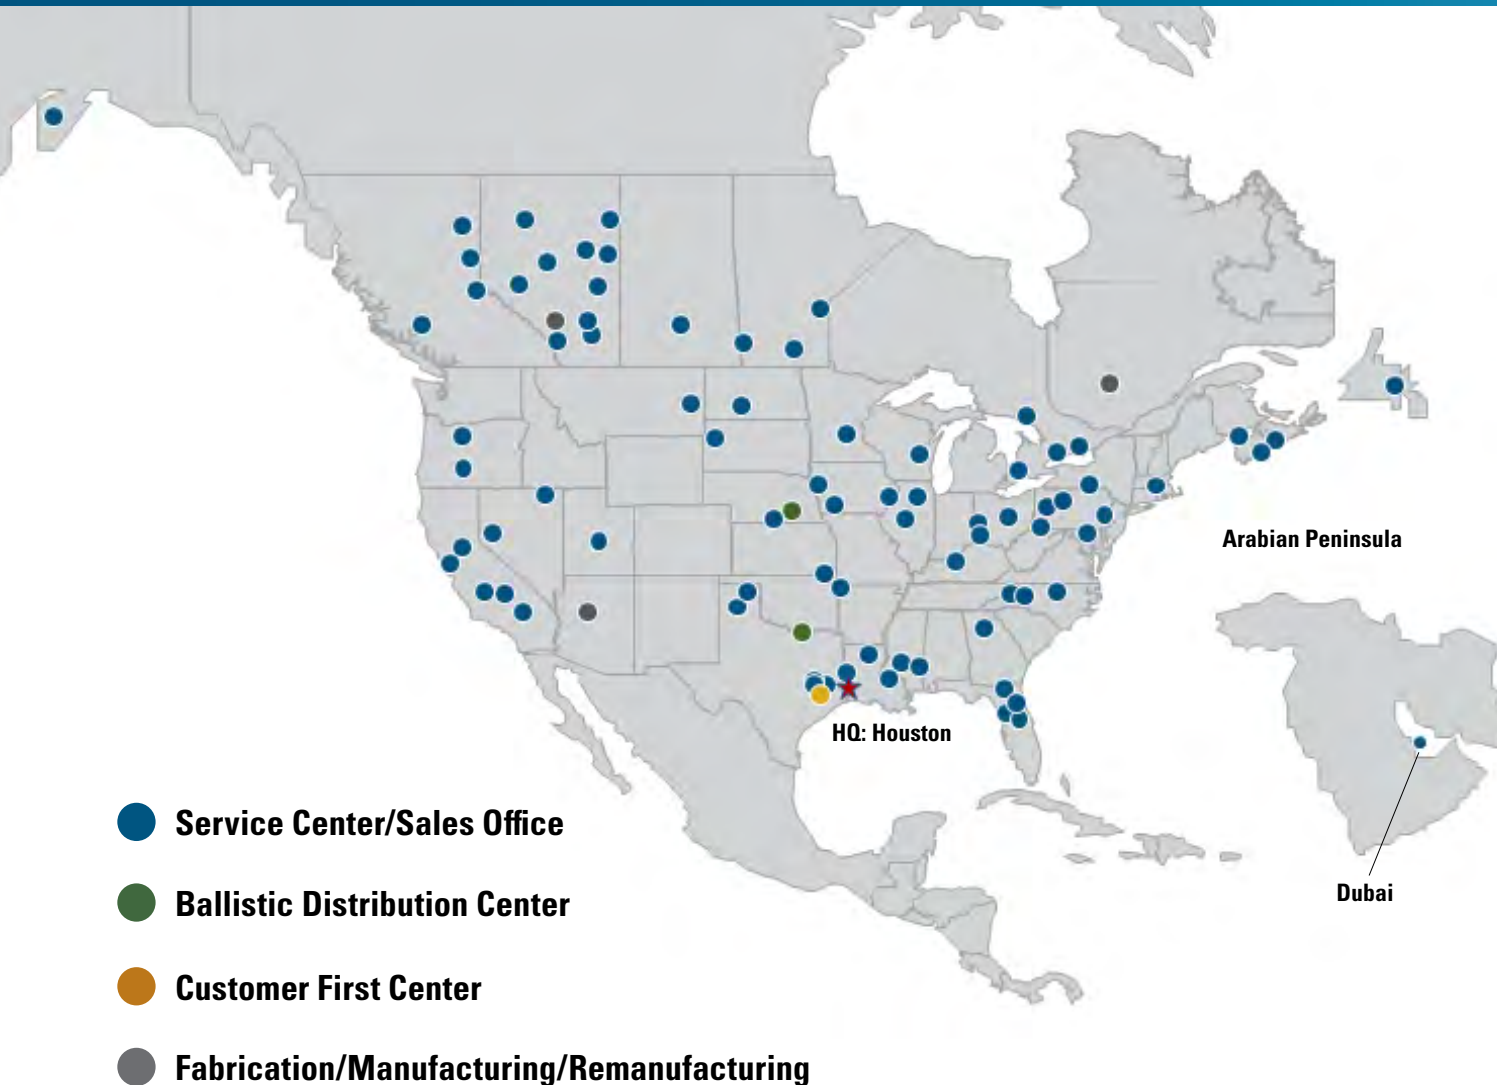 Arabian Peninsula
HQ: Houston
Dubai
Service Center/Sales Office
Ballistic Distribution Center
Customer First Center
Fabrication/Manufacturing/Remanufacturing